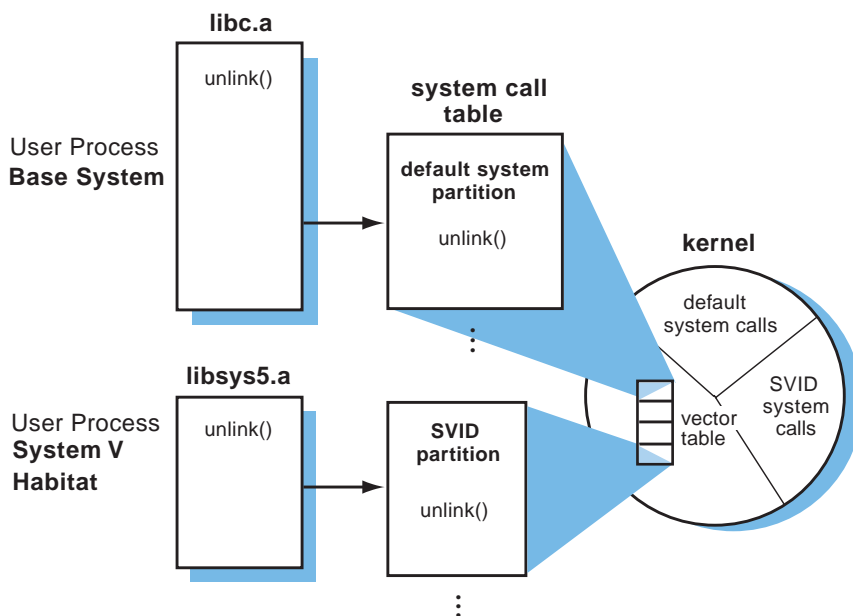 libc.a
unlink()
User Process
Base System
system call
table
default system
partition
unlink()
kernel
default
system calls
SVID
system
calls
vector
table
libsys5.a
User Process
System V
Habitat
unlink()
SVID
partition
unlink()